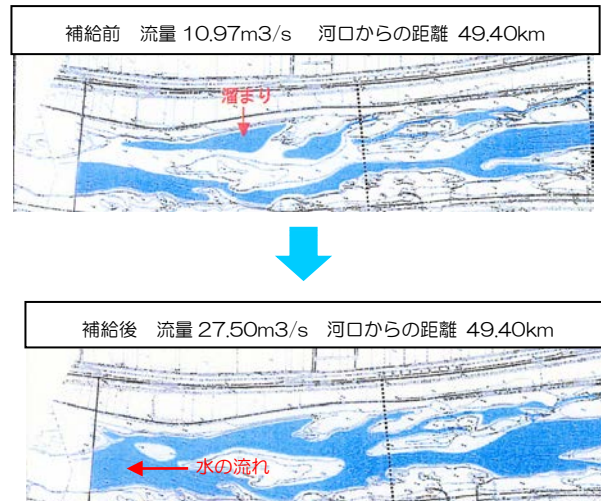 補給前　流量 10.97m3/s　河口からの距離 49.40km
溜まり
補給後　流量 27.50m3/s　河口からの距離 49.40km
水の流れ